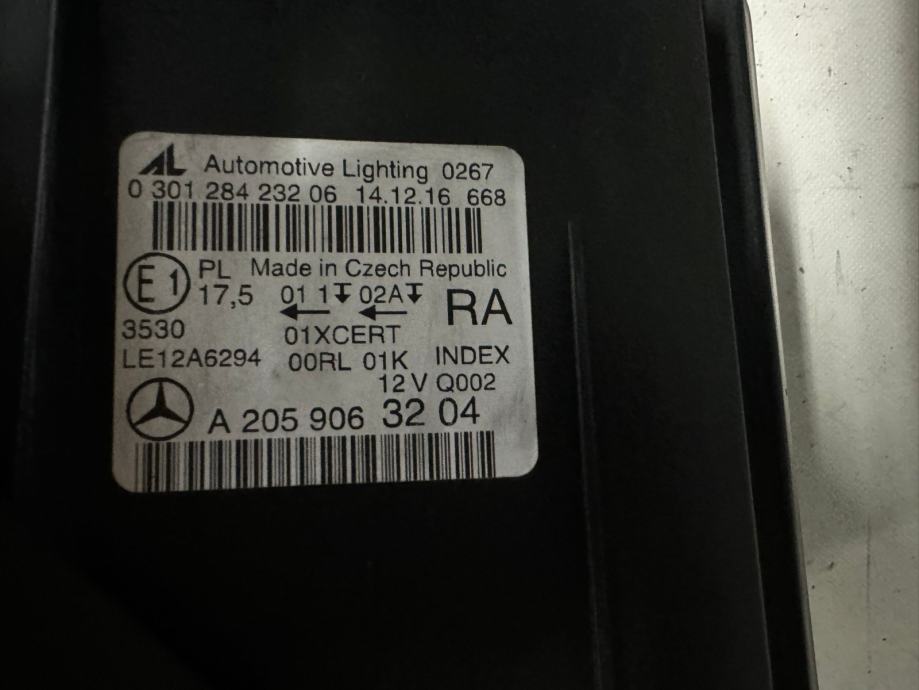 AL Automotive Lighting 0267
0 301 284 232 06 14.12.16 668
E1 PL Made in Czech Republic
17,5 01 1 02A RA
3530 01XCERT
LE12A6294 00RL 01K INDEX
12 V Q002
A 205 906 32 04